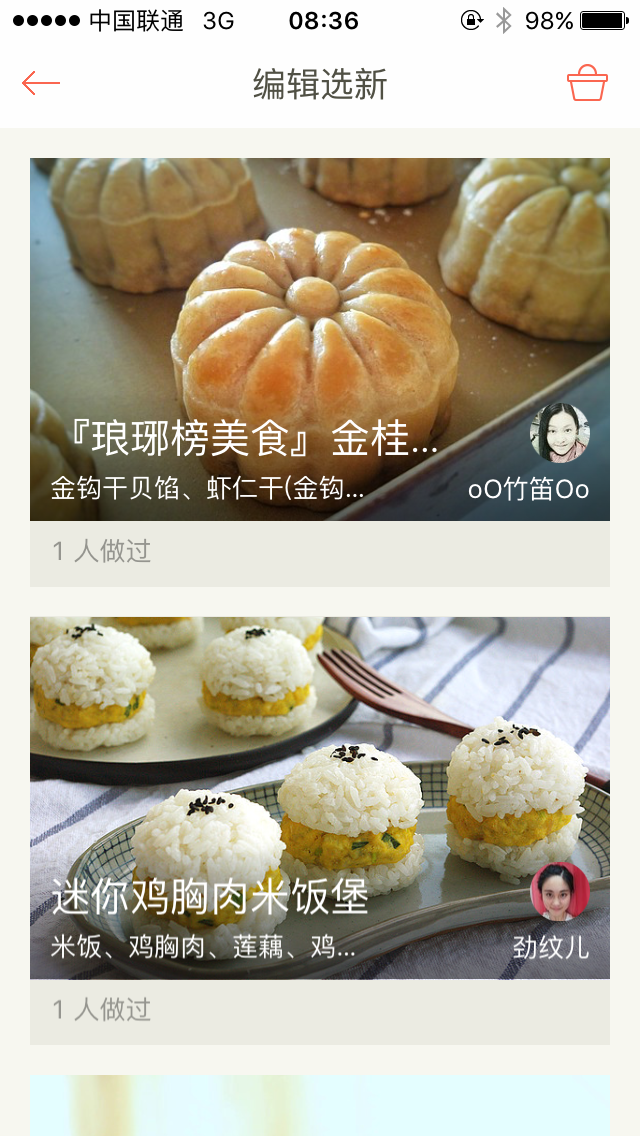 中国联通 3G 08:36 98%
编辑选新
『琅琊榜美食』金桂...
金钩干贝馅、虾仁干(金钩...
oO竹笛Oo
1 人做过
迷你鸡胸肉米饭堡
米饭、鸡胸肉、莲藕、鸡...
劲纹儿
1 人做过